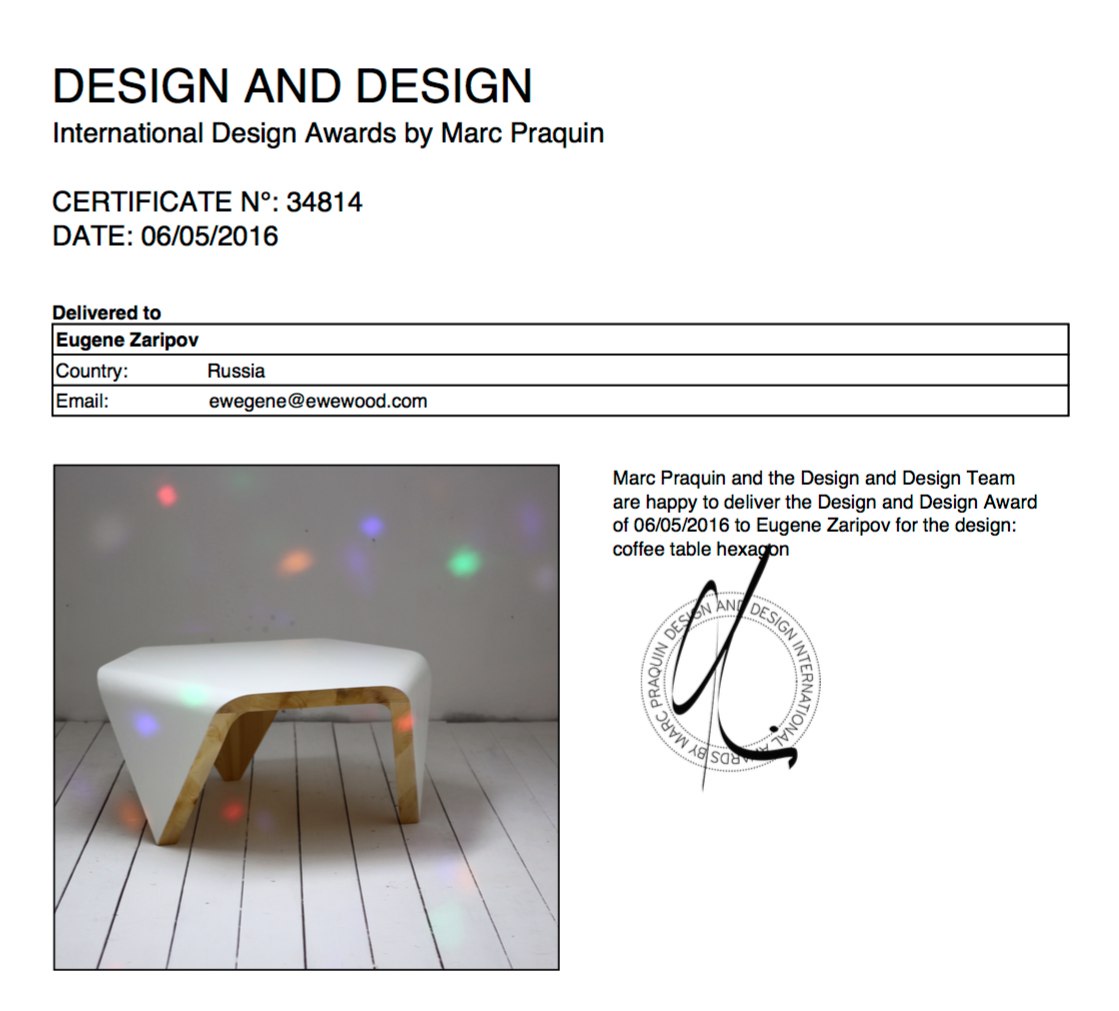 DESIGN AND DESIGN
International Design Awards by Marc Praquin
CERTIFICATE N°: 34814
DATE: 06/05/2016
Delivered to
Eugene Zaripov
Country: Russia
Email: ewegene@ewewood.com
Marc Praquin and the Design and Design Team
are happy to deliver the Design and Design Award
of 06/05/2016 to Eugene Zaripov for the design:
coffee table hexagon
DESIGN AND DESIGN INTERNATIONAL AWARDS BY MARC PRAQUIN